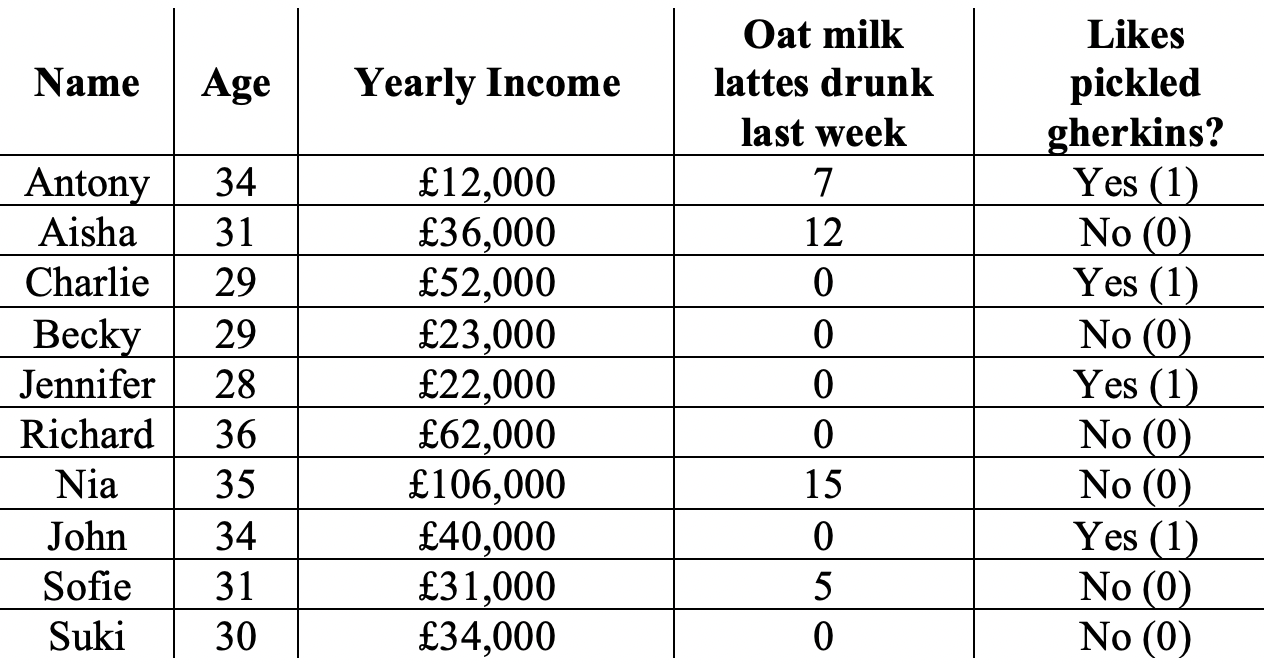 Name Age Yearly Income Oat milk lattes drunk last week Likes pickled gherkins?
Antony 34 £12,000 7 Yes (1)
Aisha 31 £36,000 12 No (0)
Charlie 29 £52,000 0 Yes (1)
Becky 29 £23,000 0 No (0)
Jennifer 28 £22,000 0 Yes (1)
Richard 36 £62,000 0 No (0)
Nia 35 £106,000 15 No (0)
John 34 £40,000 0 Yes (1)
Sofie 31 £31,000 5 No (0)
Suki 30 £34,000 0 No (0)